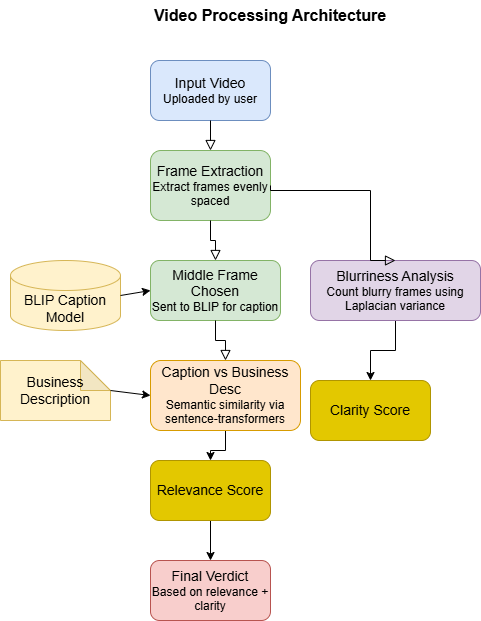 Video Processing Architecture
Input Video
Uploaded by user
Frame Extraction
Extract frames evenly
spaced
Middle Frame
Chosen
Sent to BLIP for caption
BLIP Caption
Model
Blurriness Analysis
Count blurry frames using
Laplacian variance
Caption vs Business
Desc
Semantic similarity via
sentence-transformers
Business
Description
Clarity Score
Relevance Score
Final Verdict
Based on relevance +
clarity